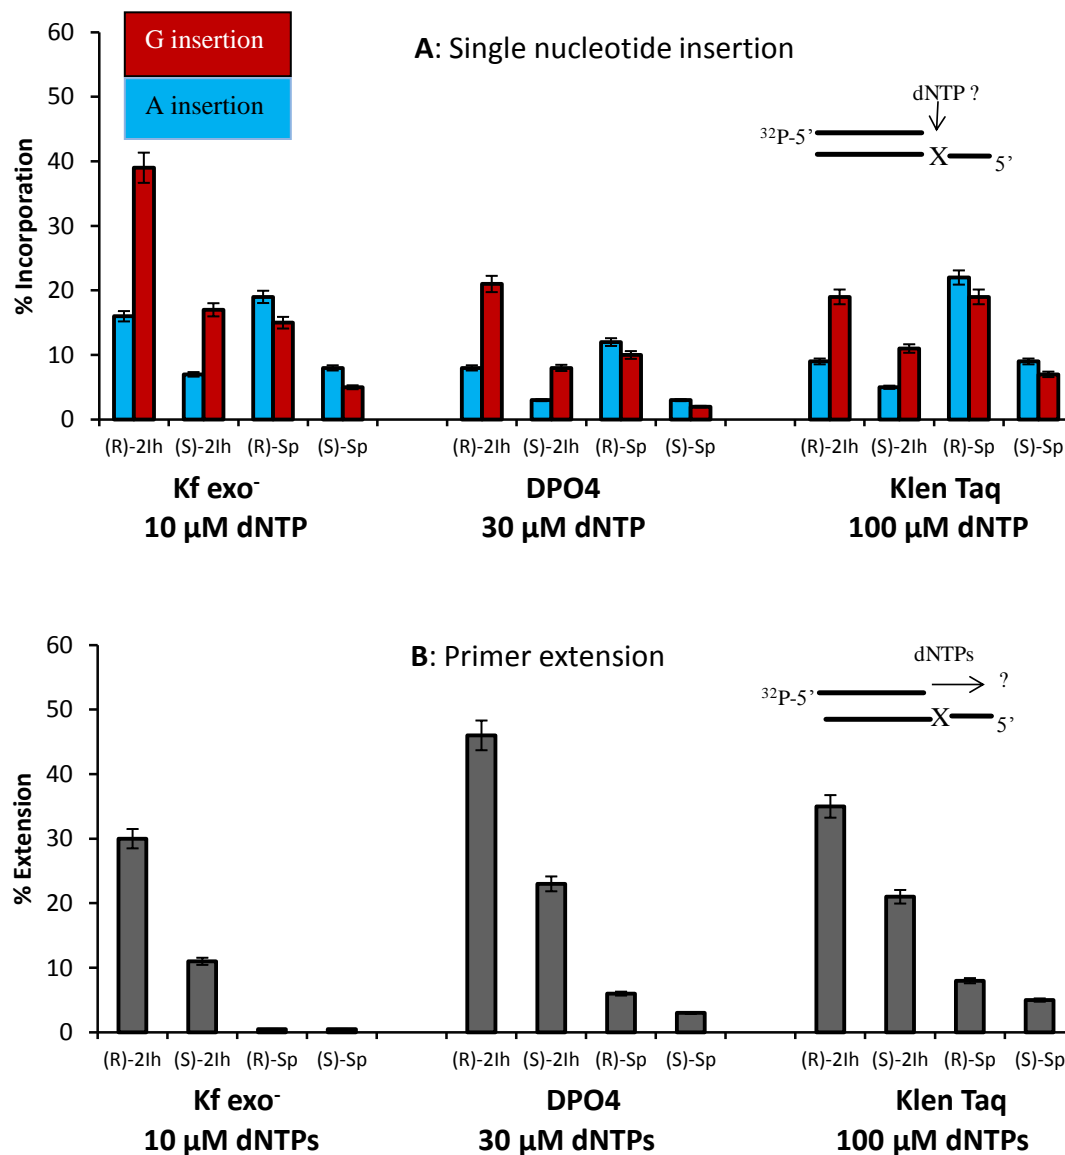 60
50
40
30
20
10
0
% Incorporation
G insertion
A insertion
A: Single nucleotide insertion
dNTP ?
32P-5'
X
5'
(R)-2Ih (S)-2Ih (R)-Sp (S)-Sp (R)-2Ih (S)-2Ih (R)-Sp (S)-Sp (R)-2Ih (S)-2Ih (R)-Sp (S)-Sp
Kf exo- DPO4 Klen Taq
10 µM dNTP 30 µM dNTP 100 µM dNTP
60
50
40
30
20
10
0
% Extension
B: Primer extension
dNTPs
?
32P-5'
X
5'
(R)-2Ih (S)-2Ih (R)-Sp (S)-Sp (R)-2Ih (S)-2Ih (R)-Sp (S)-Sp (R)-2Ih (S)-2Ih (R)-Sp (S)-Sp
Kf exo- DPO4 Klen Taq
10 µM dNTPs 30 µM dNTPs 100 µM dNTPs